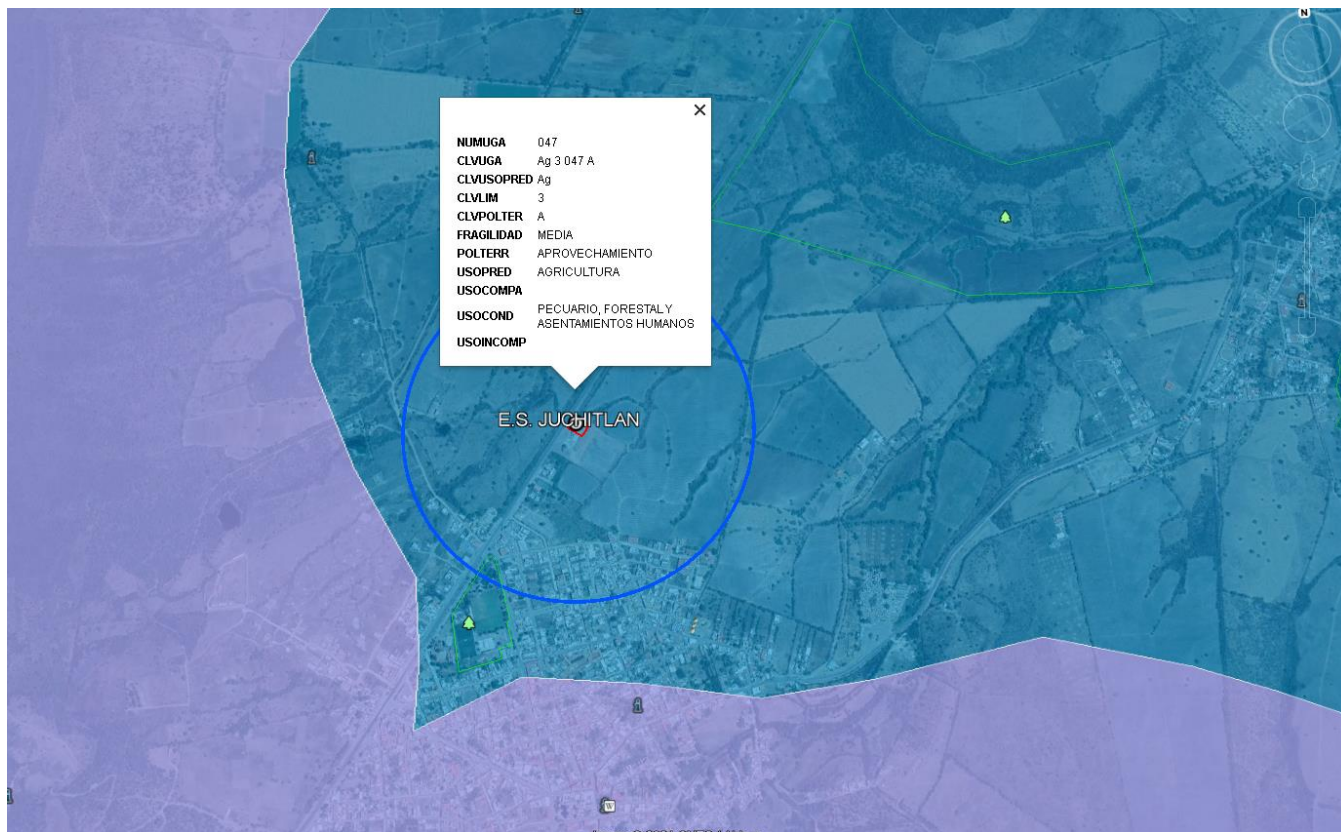 N
NUMUGA 047
CLVUGA Ag 3 047 A
CLVUSOPRED Ag
CLVLIM 3
CLVPOLTER A
FRAGILIDAD MEDIA
POLTERR APROVECHAMIENTO
USOPRED AGRICULTURA
USOCOMPA
USOCOND PECUARIO, FORESTAL Y
ASENTAMIENTOS HUMANOS
USOINCOMP
E.S. JUCHITLAN
W